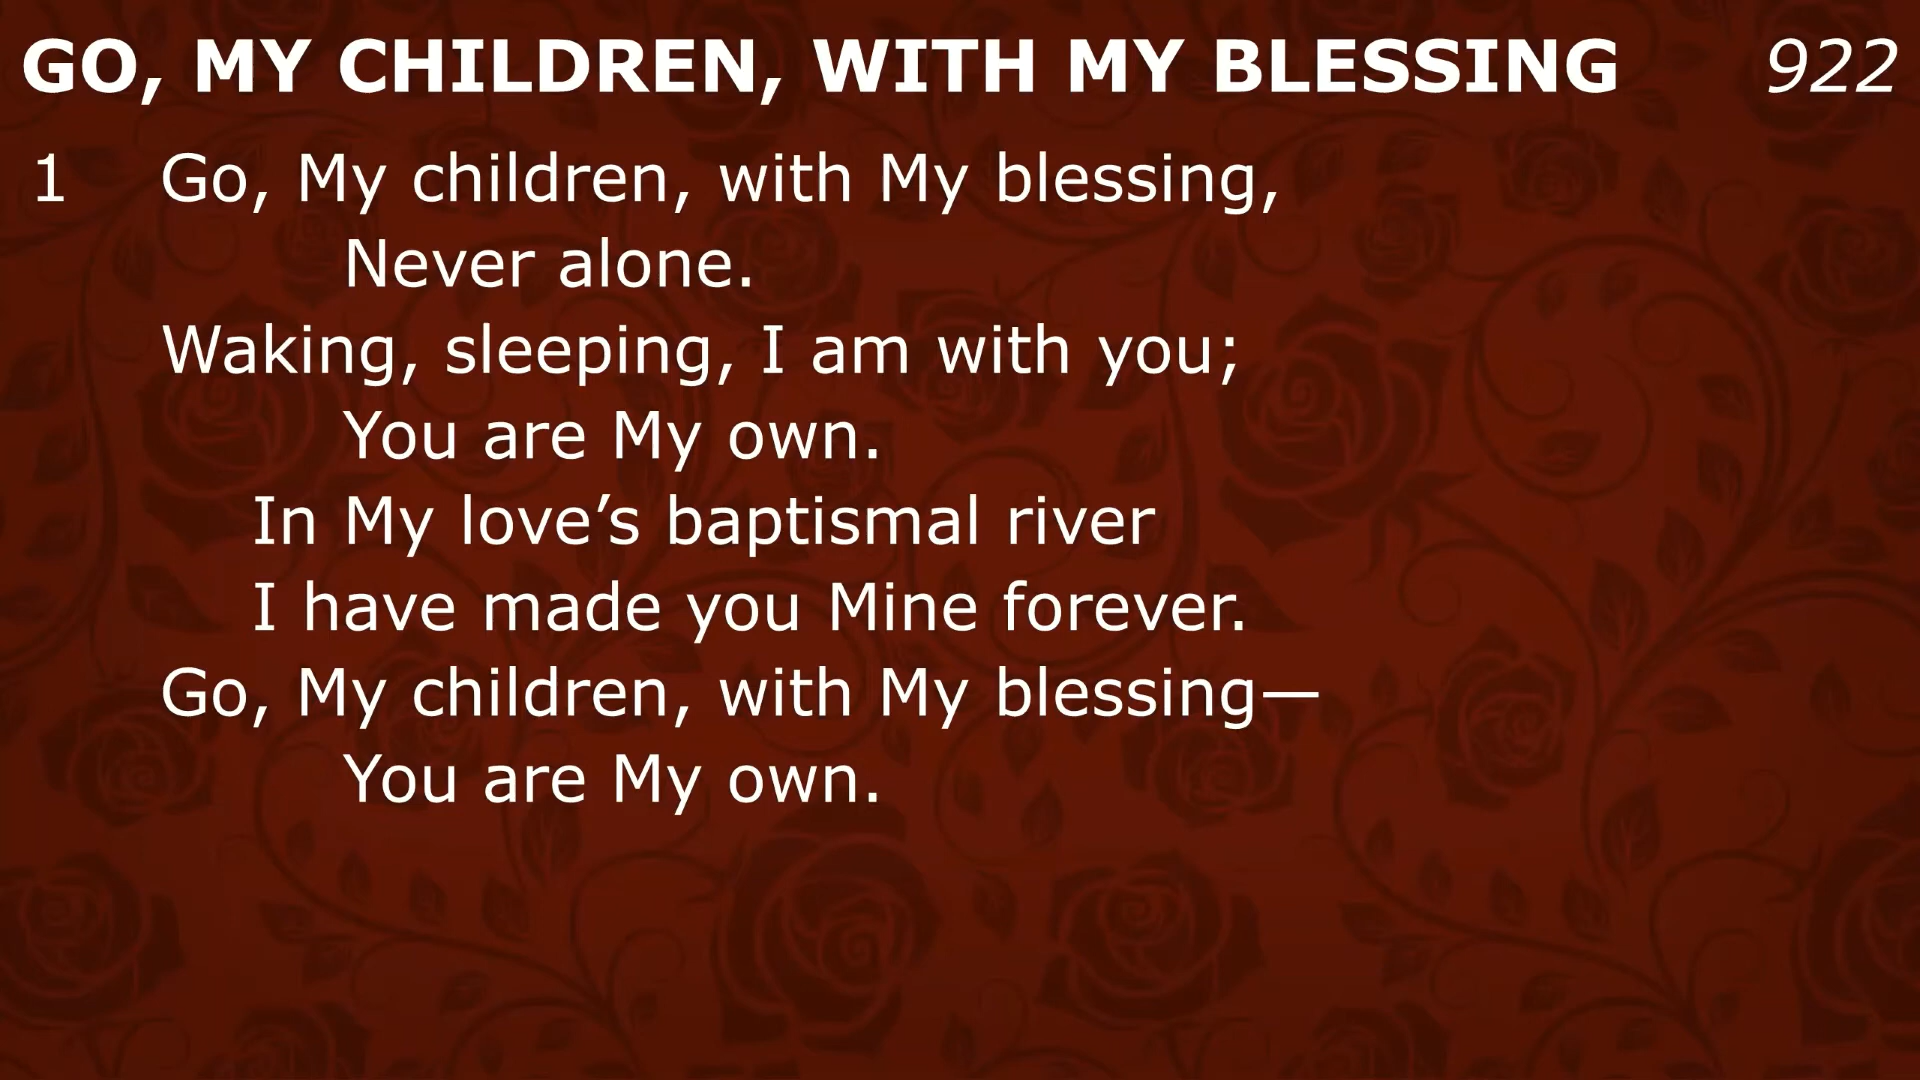 GO, MY CHILDREN, WITH MY BLESSING 922
1 Go, My children, with My blessing,
Never alone.
Waking, sleeping, I am with you;
You are My own.
In My love’s baptismal river
I have made you Mine forever.
Go, My children, with My blessing—
You are My own.